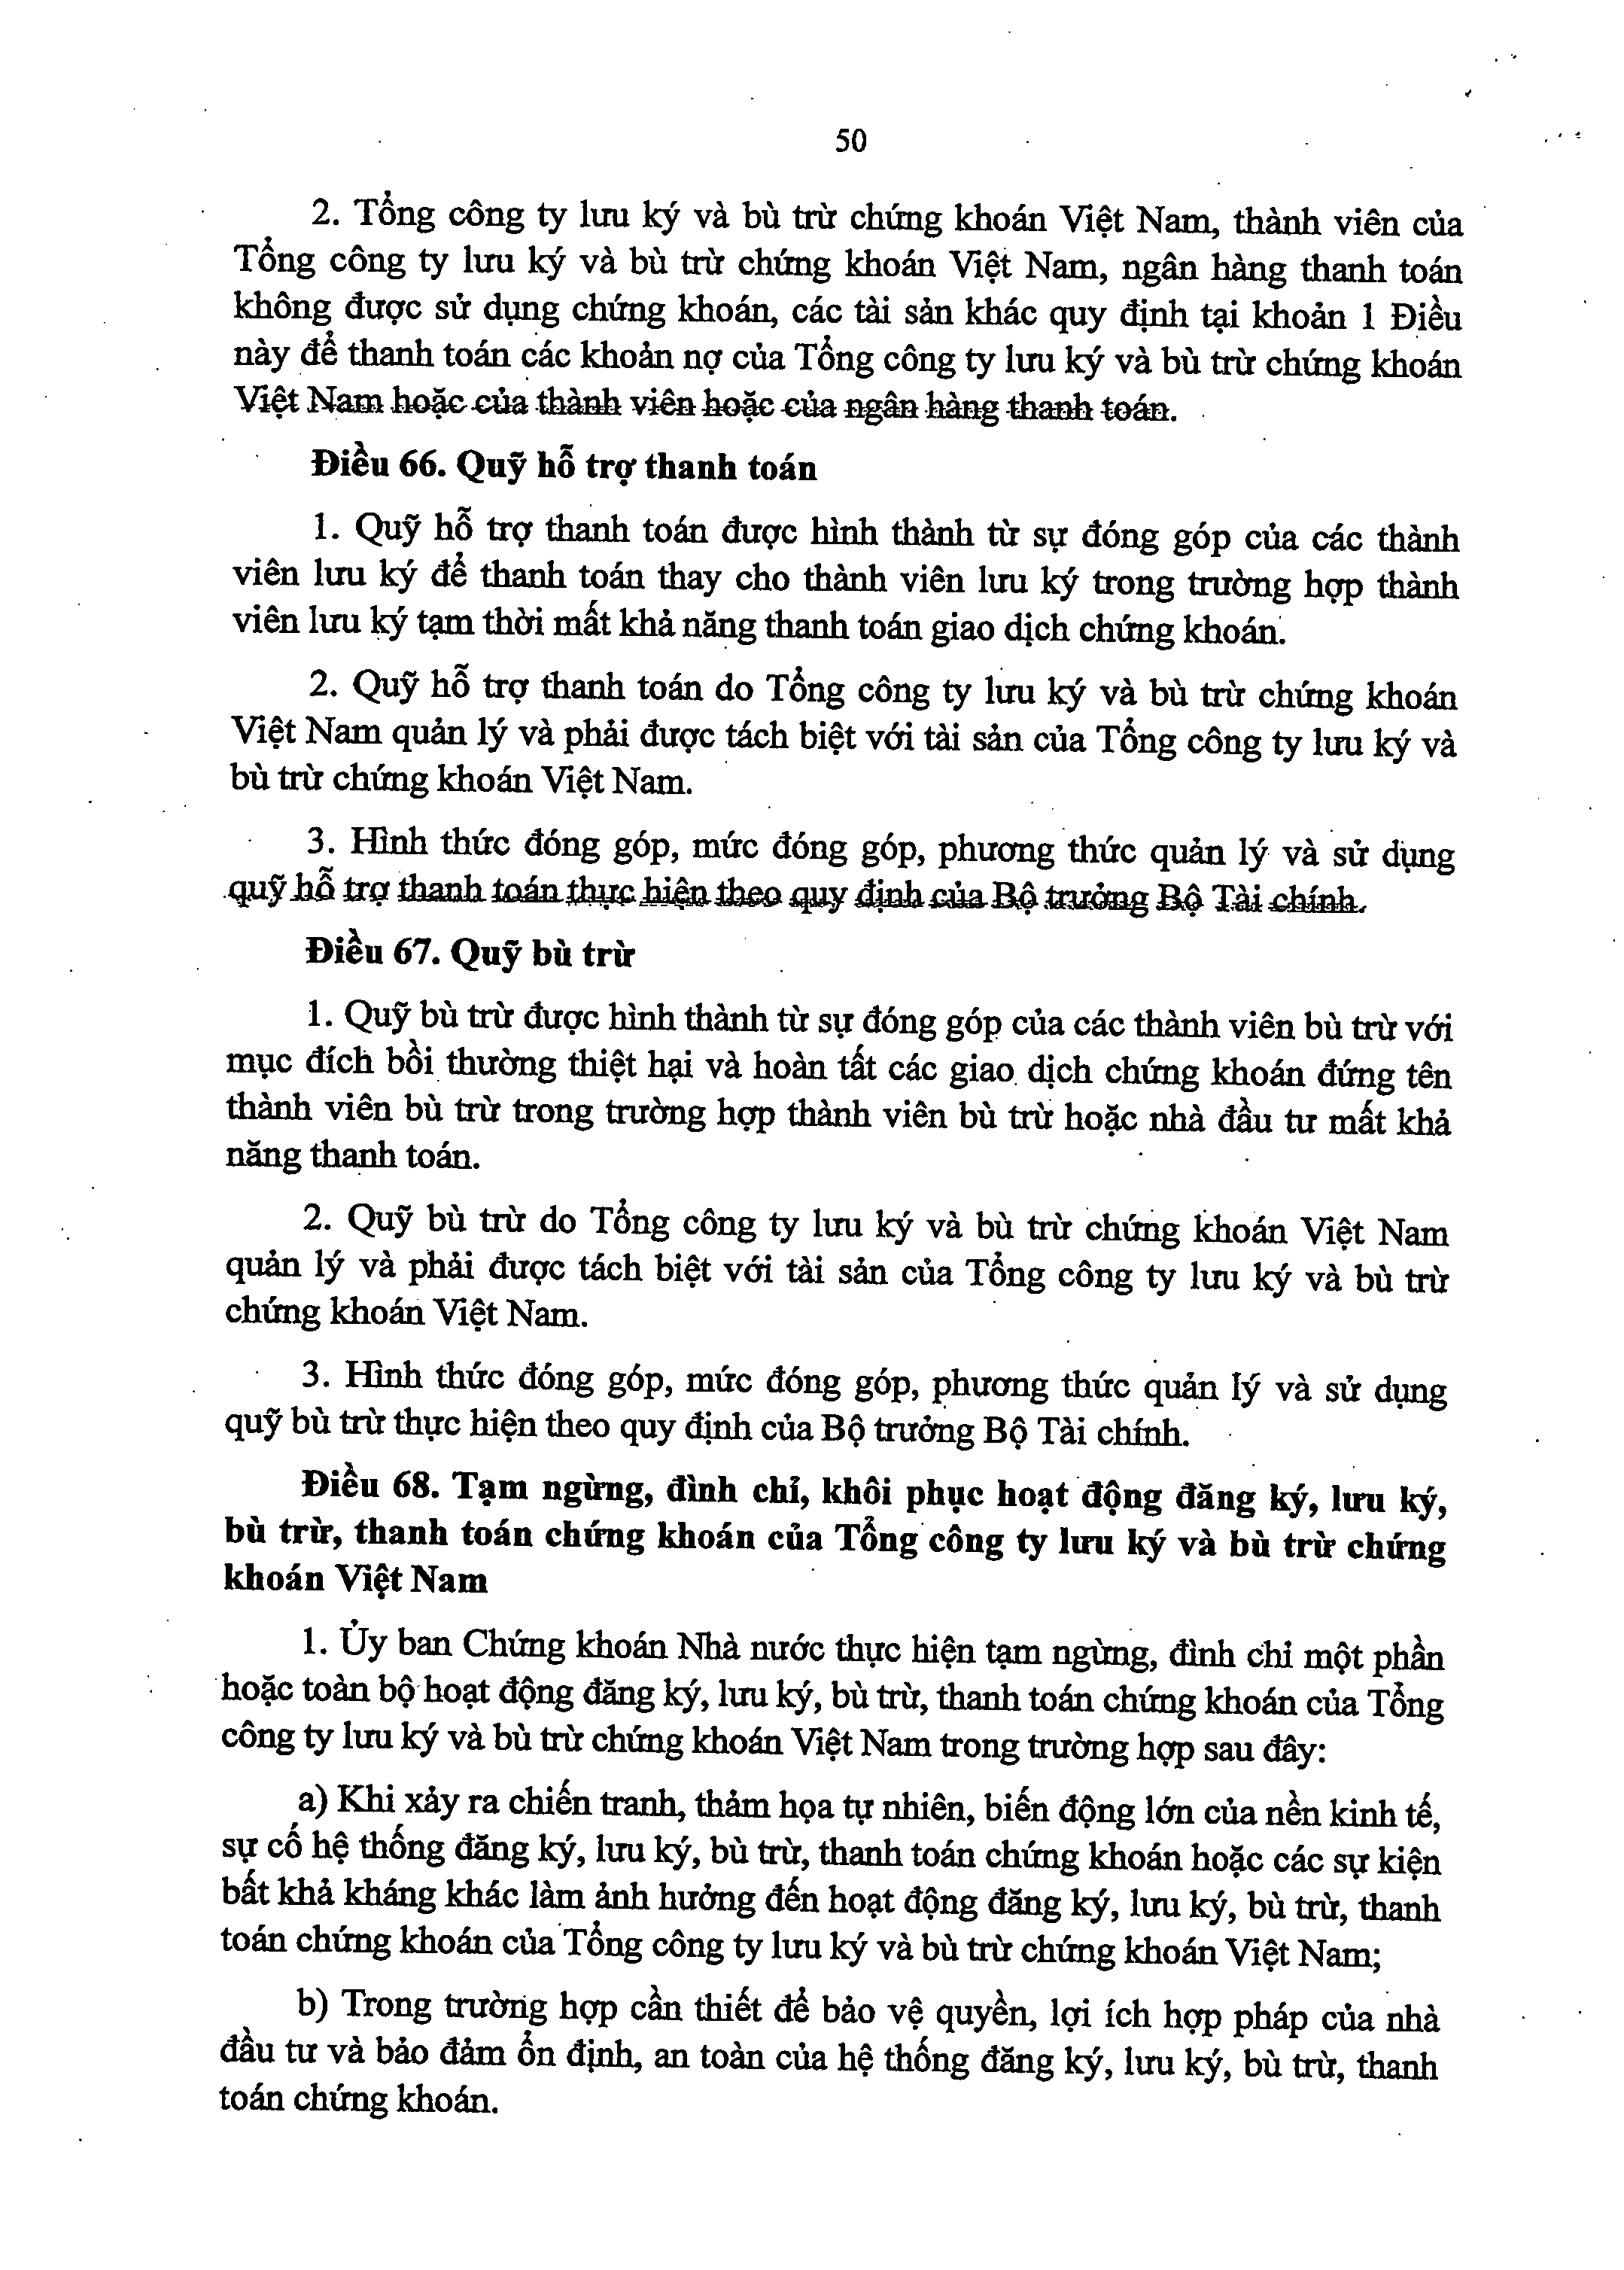 50
2. Tổng công ty lưu ký và bù trừ chứng khoán Việt Nam, thành viên của
Tổng công ty lưu ký và bù trừ chứng khoán Việt Nam, ngân hàng thanh toán
không được sử dụng chứng khoán, các tài sản khác quy định tại khoản 1 Điều
này để thanh toán các khoản nợ của Tổng công ty lưu ký và bù trừ chứng khoán
Việt Nam hoặc của thành viên hoặc của ngân hàng thanh toán.
Điều 66. Quỹ hỗ trợ thanh toán
1. Quỹ hỗ trợ thanh toán được hình thành từ sự đóng góp của các thành
viên lưu ký để thanh toán thay cho thành viên lưu ký trong trường hợp thành
viên lưu ký tạm thời mất khả năng thanh toán giao dịch chứng khoán.
2. Quỹ hỗ trợ thanh toán do Tổng công ty lưu ký và bù trừ chứng khoán
Việt Nam quản lý và phải được tách biệt với tài sản của Tổng công ty lưu ký và
bù trừ chứng khoán Việt Nam.
3. Hình thức đóng góp, mức đóng góp, phương thức quản lý và sử dụng
quỹ hỗ trợ thanh toán thực hiện theo quy định của Bộ trưởng Bộ Tài chính.
Điều 67. Quỹ bù trừ
1. Quỹ bù trừ được hình thành từ sự đóng góp của các thành viên bù trừ với
mục đích bồi thường thiệt hại và hoàn tất các giao dịch chứng khoán đứng tên
thành viên bù trừ trong trường hợp thành viên bù trừ hoặc nhà đầu tư mất khả
năng thanh toán.
2. Quỹ bù trừ do Tổng công ty lưu ký và bù trừ chứng khoán Việt Nam
quản lý và phải được tách biệt với tài sản của Tổng công ty lưu ký và bù trừ
chứng khoán Việt Nam.
3. Hình thức đóng góp, mức đóng góp, phương thức quản lý và sử dụng
quỹ bù trừ thực hiện theo quy định của Bộ trưởng Bộ Tài chính.
Điều 68. Tạm ngừng, đình chỉ, khôi phục hoạt động đăng ký, lưu ký,
bù trừ, thanh toán chứng khoán của Tổng công ty lưu ký và bù trừ chứng
khoán Việt Nam
1. Ủy ban Chứng khoán Nhà nước thực hiện tạm ngừng, đình chỉ một phần
hoặc toàn bộ hoạt động đăng ký, lưu ký, bù trừ, thanh toán chứng khoán của Tổng
công ty lưu ký và bù trừ chứng khoán Việt Nam trong trường hợp sau đây:
a) Khi xảy ra chiến tranh, thảm họa tự nhiên, biến động lớn của nền kinh tế,
sự cố hệ thống đăng ký, lưu ký, bù trừ, thanh toán chứng khoán hoặc các sự kiện
bất khả kháng khác làm ảnh hưởng đến hoạt động đăng ký, lưu ký, bù trừ, thanh
toán chứng khoán của Tổng công ty lưu ký và bù trừ chứng khoán Việt Nam;
b) Trong trường hợp cần thiết để bảo vệ quyền, lợi ích hợp pháp của nhà
đầu tư và bảo đảm ổn định, an toàn của hệ thống đăng ký, lưu ký, bù trừ, thanh
toán chứng khoán.